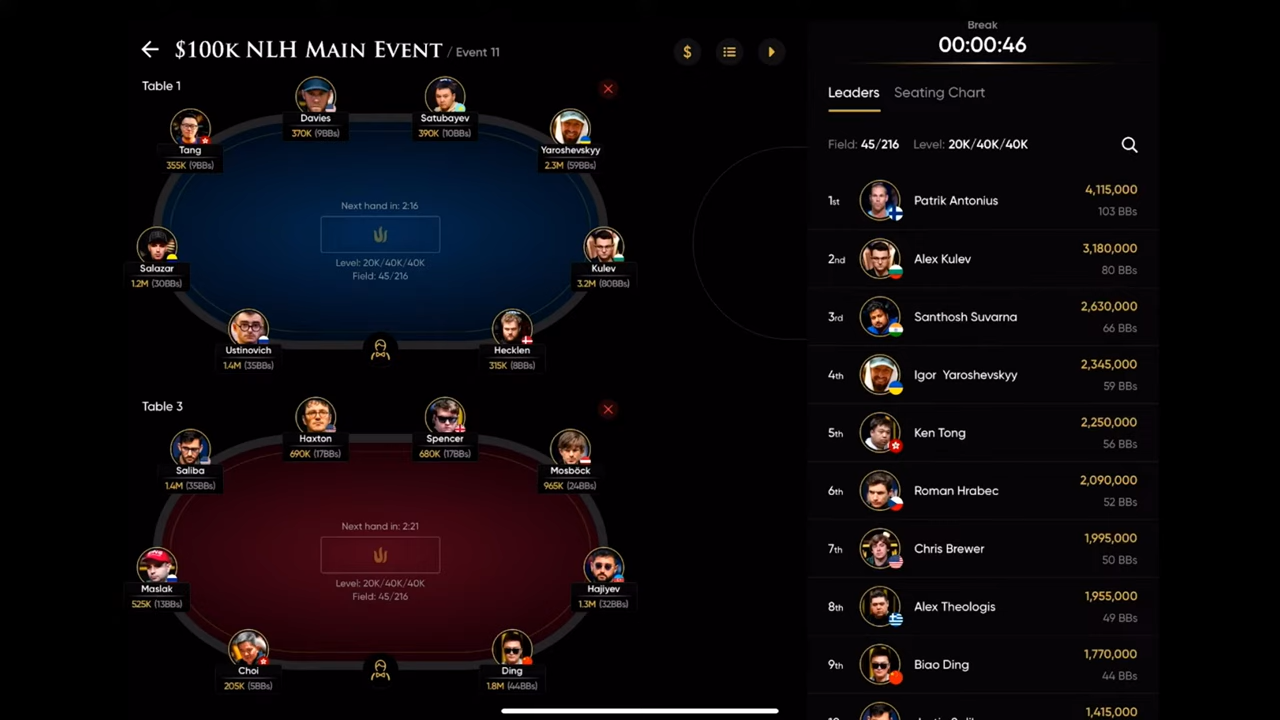 $100K NLH MAIN EVENT / Event 11
Table 1
Davies
370K (9BBs)
Satubayev
390K (10BBs)
Tang
355K (9BBs)
Yaroshevskyy
2.3M (59BBs)
Next hand in: 2:16
Level: 20K/40K/40K
Field: 45/216
Salazar
1.2M (30BBs)
Kulev
3.2M (80BBs)
Ustinovich
1.4M (35BBs)
Hecklen
315K (8BBs)
Table 3
Haxton
690K (17BBs)
Spencer
680K (17BBs)
Saliba
1.4M (35BBs)
Mosböck
965K (24BBs)
Next hand in: 2:21
Level: 20K/40K/40K
Field: 45/216
Maslak
525K (13BBs)
Hajiyev
1.3M (32BBs)
Choi
205K (5BBs)
Ding
1.8M (44BBs)
Break
00:00:46
Leaders Seating Chart
Field: 45/216 Level: 20K/40K/40K
1st Patrik Antonius 4,115,000
103 BBs
2nd Alex Kulev 3,180,000
80 BBs
3rd Santhosh Suvarna 2,630,000
66 BBs
4th Igor Yaroshevskyy 2,345,000
59 BBs
5th Ken Tong 2,250,000
56 BBs
6th Roman Hrabec 2,090,000
52 BBs
7th Chris Brewer 1,995,000
50 BBs
8th Alex Theologis 1,955,000
49 BBs
9th Biao Ding 1,770,000
44 BBs
1,415,000